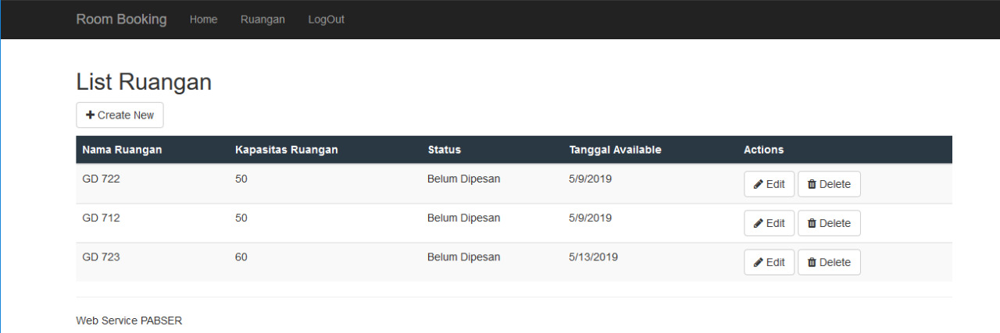 Room Booking Home Ruangan LogOut
List Ruangan
Create New
Nama Ruangan Kapasitas Ruangan Status Tanggal Available Actions
GD 722 50 Belum Dipesan 5/9/2019 Edit Delete
GD 712 50 Belum Dipesan 5/9/2019 Edit Delete
GD 723 60 Belum Dipesan 5/13/2019 Edit Delete
Web Service PABSER